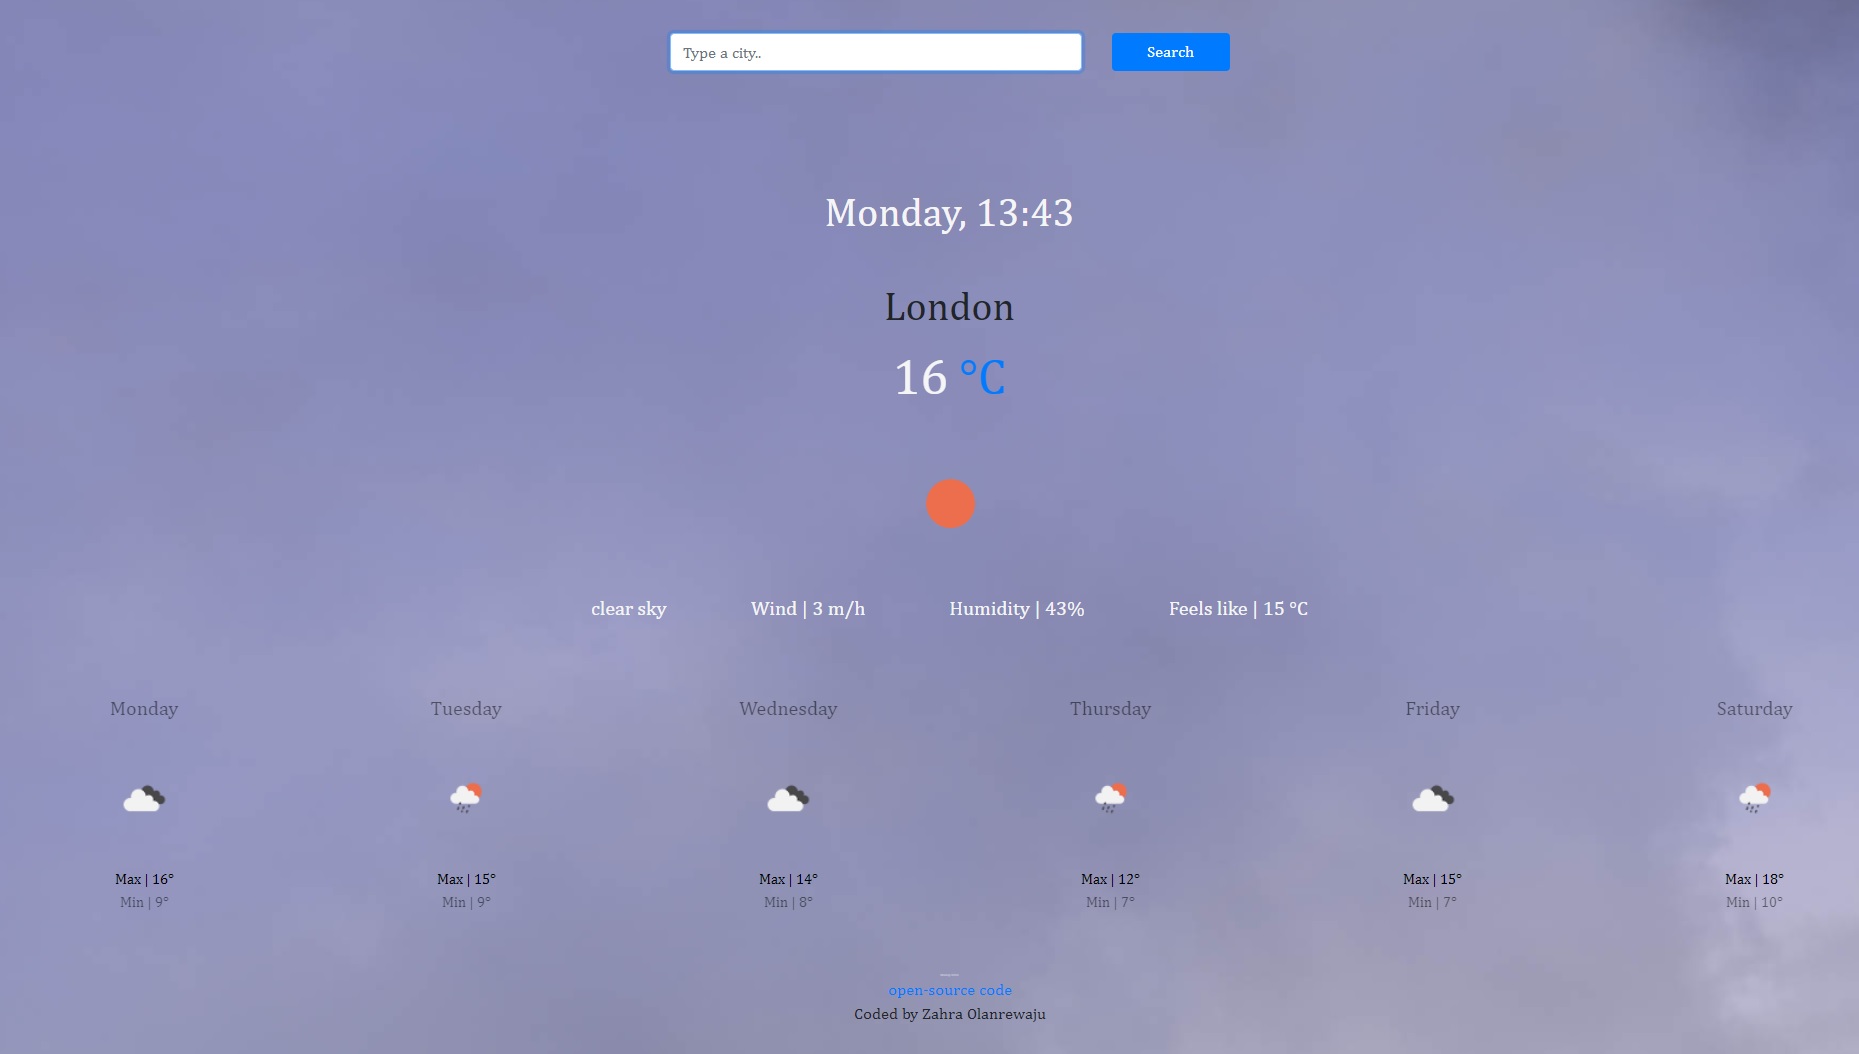 Type a city..
Search
Monday, 13:43
London
16 °C
clear sky
Wind | 3 m/h
Humidity | 43%
Feels like | 15 °C
Monday
Tuesday
Wednesday
Thursday
Friday
Saturday
Max | 16°
Max | 15°
Max | 14°
Max | 12°
Max | 15°
Max | 18°
Min | 9°
Min | 9°
Min | 8°
Min | 7°
Min | 7°
Min | 10°
open-source code
Coded by Zahra Olanrewaju